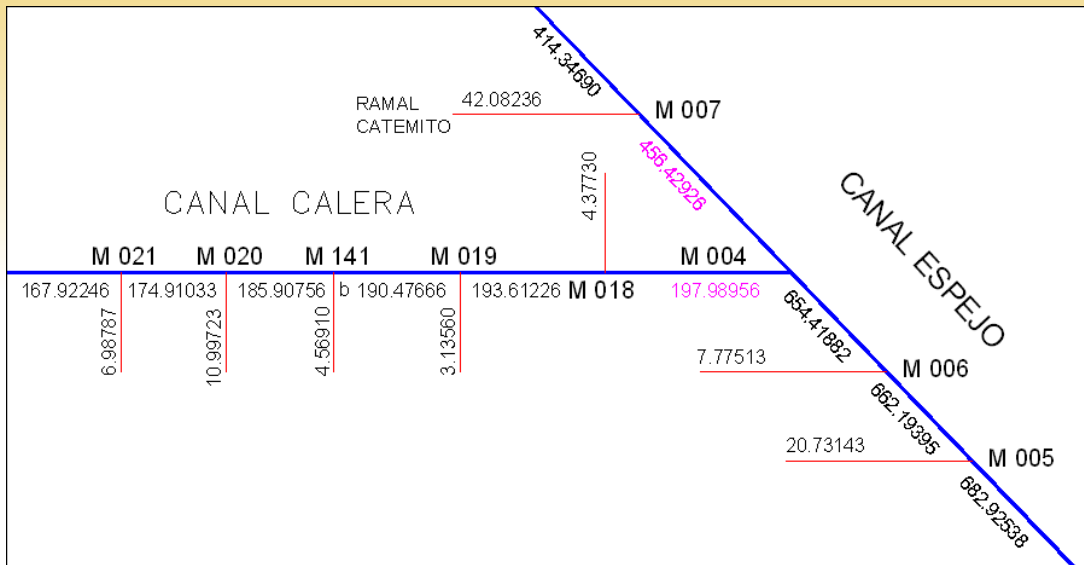 414.34690
RAMAL
CATEMITO
42.08236
M 007
456.42926
4.37730
CANAL CALERA
CANAL ESPEJO
M 021
M 020
M 141
M 019
M 004
167.92246
174.91033
185.90756
b
190.47666
193.61226
M 018
197.98956
654.41882
6.98787
10.99723
4.56910
3.13560
7.77513
M 006
662.19395
20.73143
M 005
682.92538